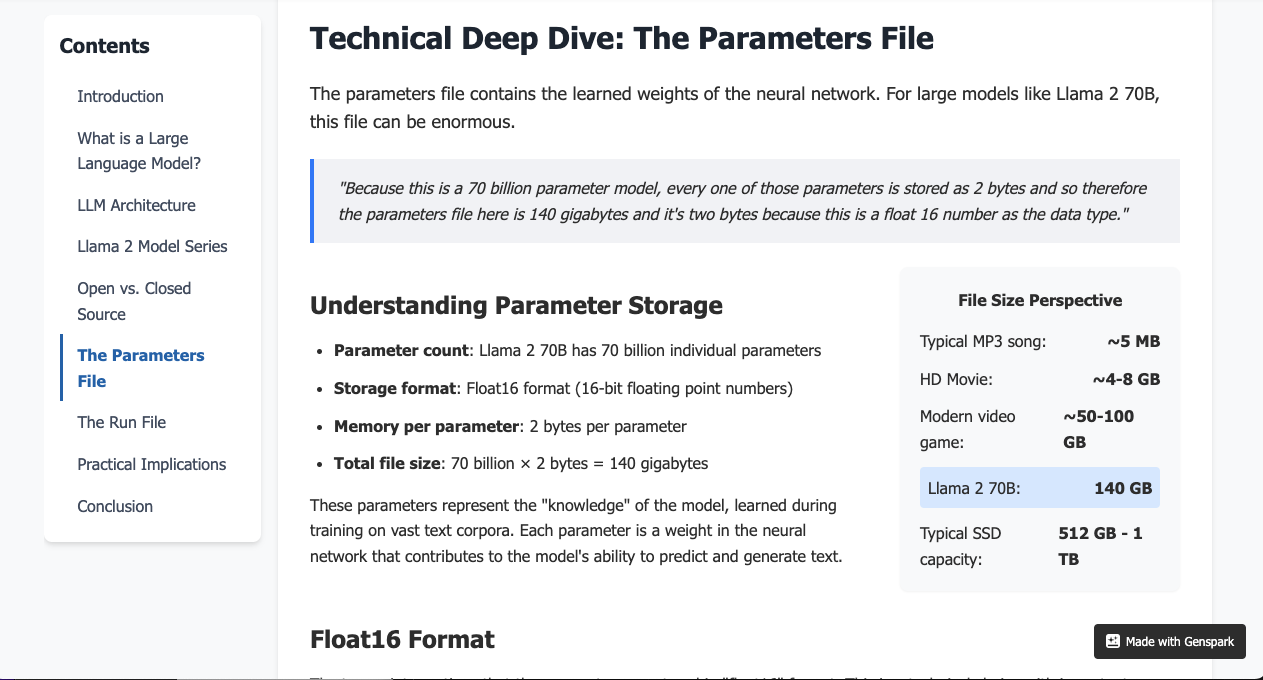 Contents
Introduction
What is a Large
Language Model?
LLM Architecture
Llama 2 Model Series
Open vs. Closed
Source
The Parameters
File
The Run File
Practical Implications
Conclusion
Technical Deep Dive: The Parameters File
The parameters file contains the learned weights of the neural network. For large models like Llama 2 70B,
this file can be enormous.
"Because this is a 70 billion parameter model, every one of those parameters is stored as 2 bytes and so therefore
the parameters file here is 140 gigabytes and it's two bytes because this is a float 16 number as the data type."
Understanding Parameter Storage
• Parameter count: Llama 2 70B has 70 billion individual parameters
• Storage format: Float16 format (16-bit floating point numbers)
• Memory per parameter: 2 bytes per parameter
• Total file size: 70 billion × 2 bytes = 140 gigabytes
These parameters represent the "knowledge" of the model, learned during
training on vast text corpora. Each parameter is a weight in the neural
network that contributes to the model's ability to predict and generate text.
File Size Perspective
Typical MP3 song: ~5 MB
HD Movie: ~4-8 GB
Modern video ~50-100
game: GB
Llama 2 70B: 140 GB
Typical SSD 512 GB - 1
capacity: TB
Float16 Format
Made with Genspark